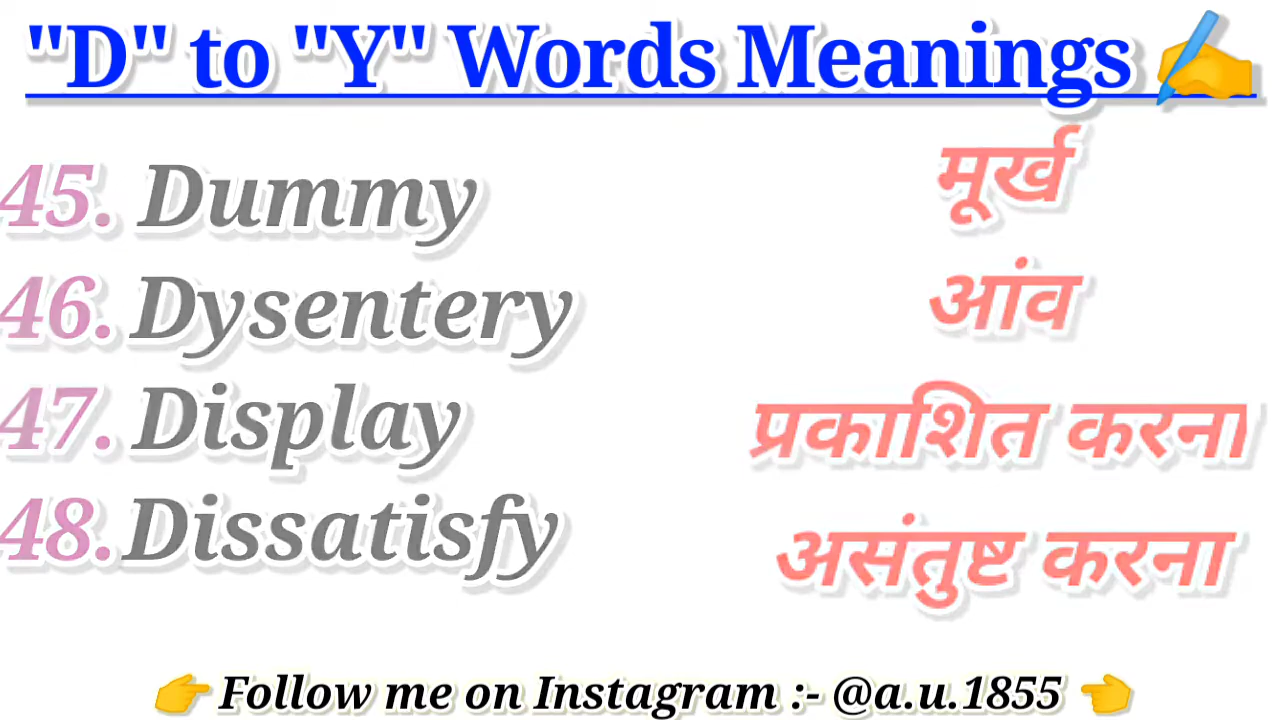 "D" to "Y" Words Meanings ✍️
45. Dummy मूर्ख
46. Dysentery आंव
47. Display प्रकाशित करना
48. Dissatisfy असंतुष्ट करना
👉 Follow me on Instagram :- @a.u.1855 👈